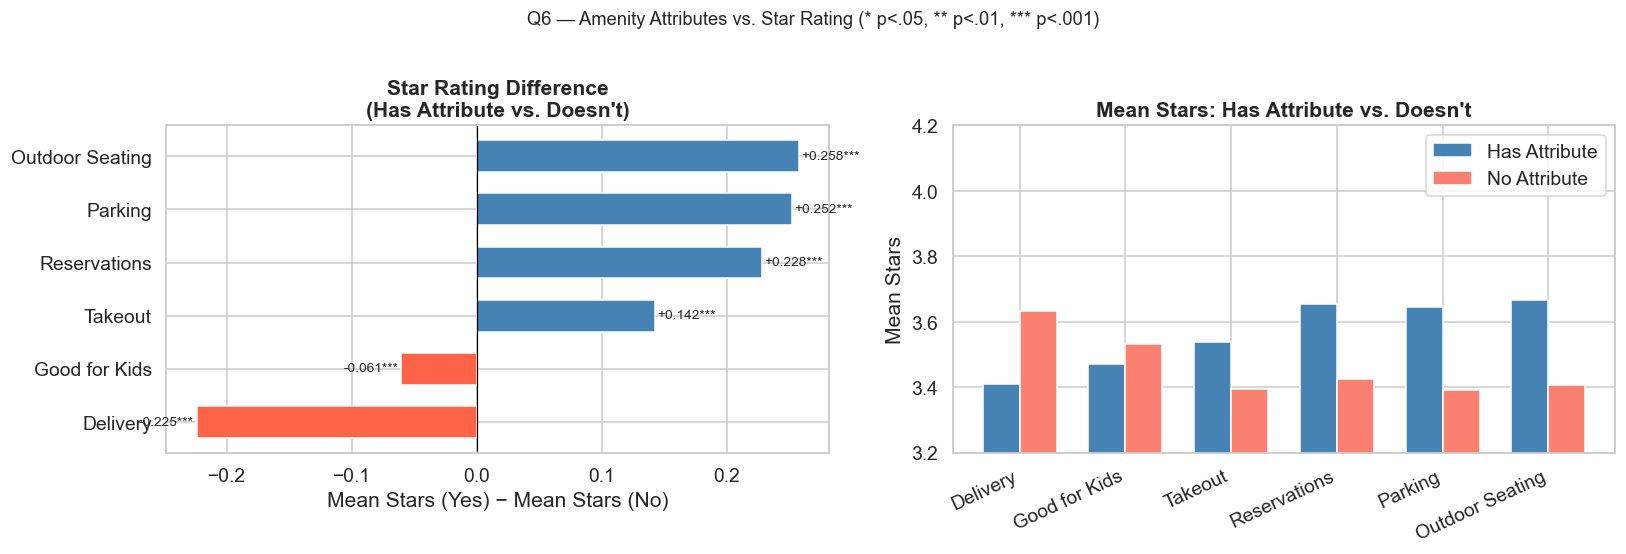 Q6 — Amenity Attributes vs. Star Rating (* p<.05, ** p<.01, *** p<.001)
Star Rating Difference
(Has Attribute vs. Doesn't)
Outdoor Seating
+0.258***
Parking
+0.252***
Reservations
+0.228***
Takeout
+0.142***
Good for Kids
-0.061***
Delivery
-0.225***
−0.2
−0.1
0.0
0.1
0.2
Mean Stars (Yes) − Mean Stars (No)
Mean Stars: Has Attribute vs. Doesn't
Has Attribute
No Attribute
Mean Stars
4.2
4.0
3.8
3.6
3.4
3.2
Delivery
Good for Kids
Takeout
Reservations
Parking
Outdoor Seating